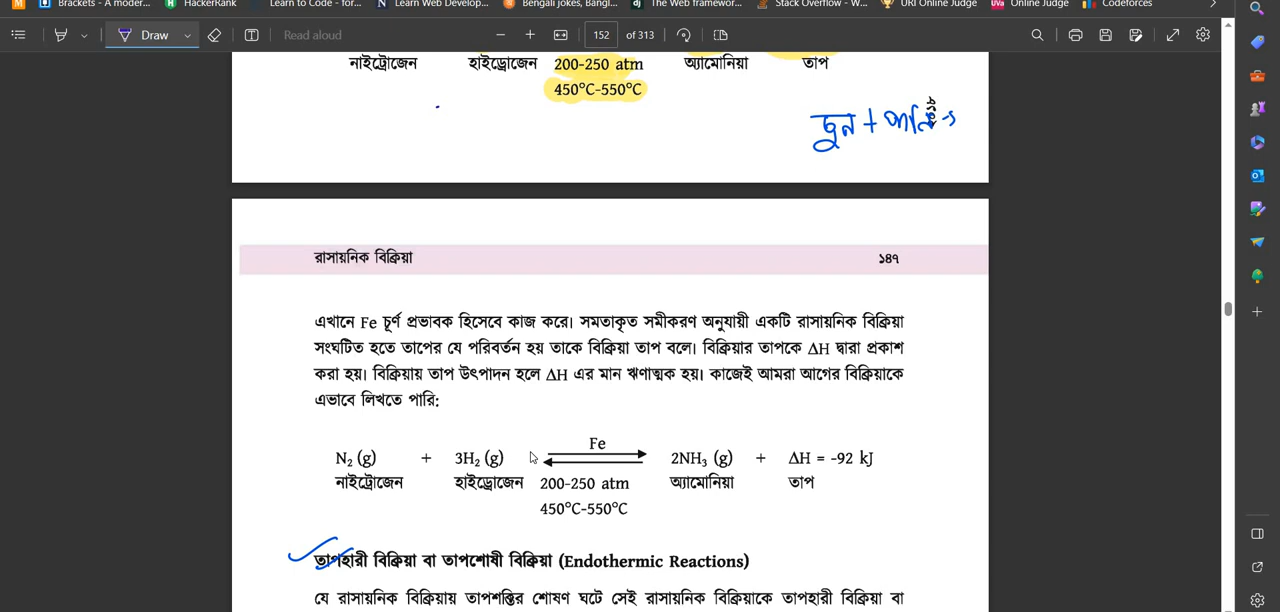 Brackets - A moder...
HackerRank
Learn to Code - for...
Learn Web Develop...
Bengali Jokes, Bangl...
The Web framewor...
Stack Overflow - W...
URI Online Judge
Online Judge
Codeforces
Draw
Read aloud
152 of 313
নাইট্রোজেন হাইড্রোজেন 200-250 atm অ্যামোনিয়া তাপ
450°C-550°C
চুন + পানি →
রাসায়নিক বিক্রিয়া ১৪৭
এখানে Fe চূর্ণ প্রভাবক হিসেবে কাজ করে। সমতাকৃত সমীকরণ অনুযায়ী একটি রাসায়নিক বিক্রিয়া
সংঘটিত হতে তাপের যে পরিবর্তন হয় তাকে বিক্রিয়া তাপ বলে। বিক্রিয়ার তাপকে ΔH দ্বারা প্রকাশ
করা হয়। বিক্রিয়ায় তাপ উৎপাদন হলে ΔH এর মান ঋণাত্মক হয়। কাজেই আমরা আগের বিক্রিয়াকে
এভাবে লিখতে পারি:
Fe
N₂ (g) + 3H₂ (g) ⇌ 2NH₃ (g) + ΔH = -92 kJ
নাইট্রোজেন হাইড্রোজেন 200-250 atm অ্যামোনিয়া তাপ
450°C-550°C
তাপহারী বিক্রিয়া বা তাপশোষী বিক্রিয়া (Endothermic Reactions)
যে রাসায়নিক বিক্রিয়ায় তাপশক্তির শোষণ ঘটে সেই রাসায়নিক বিক্রিয়াকে তাপহারী বিক্রিয়া বা